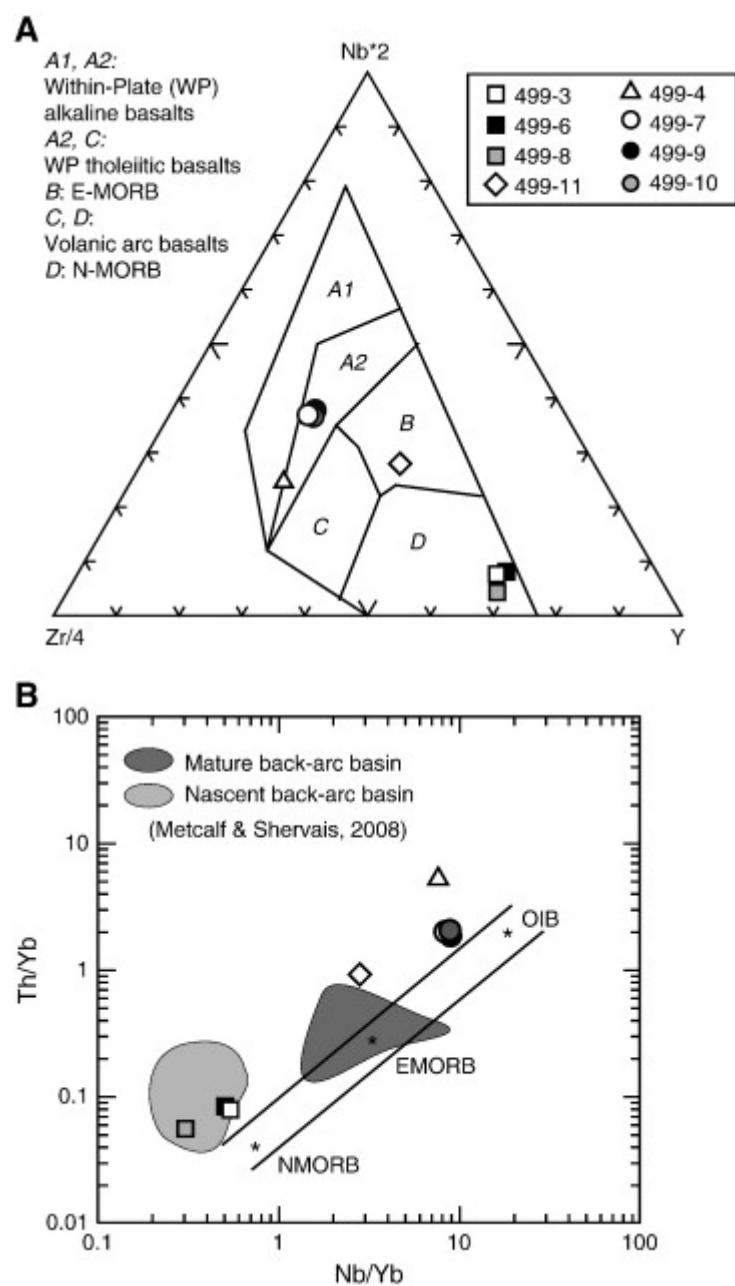 A
A1, A2:
Within-Plate (WP)
alkaline basalts
A2, C:
WP tholeiitic basalts
B: E-MORB
C, D:
Volanic arc basalts
D: N-MORB
Nb*2
499-3 499-4
499-6 499-7
499-8 499-9
499-11 499-10
A1
A2
B
C
D
Zr/4
Y
B
100
10
1
0.1
0.01
Th/Yb
Mature back-arc basin
Nascent back-arc basin
(Metcalf & Shervais, 2008)
OIB
*
*
EMORB
*
NMORB
0.1 1 10 100
Nb/Yb